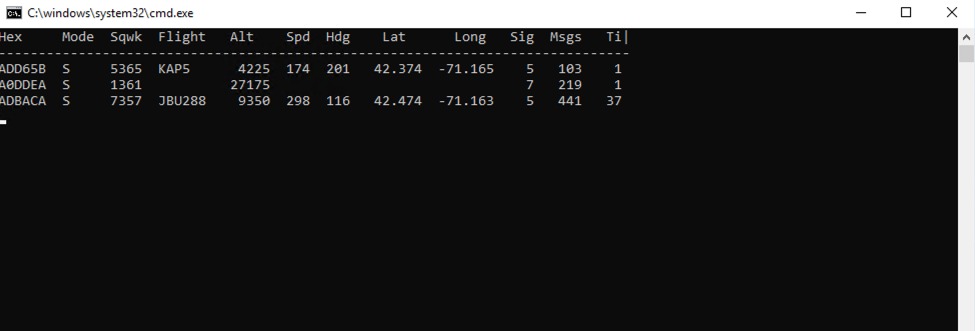 C:\windows\system32\cmd.exe
Hex     Mode  Sqwk  Flight   Alt    Spd  Hdg    Lat      Long   Sig  Msgs   Ti|
-------------------------------------------------------------------------------
ADD65B  S     5365  KAP5      4225  174  201   42.374  -71.165    5   103    1
A0DDEA  S     1361           27175                                7   219    1
ADBACA  S     7357  JBU288    9350  298  116   42.474  -71.163    5   441   37